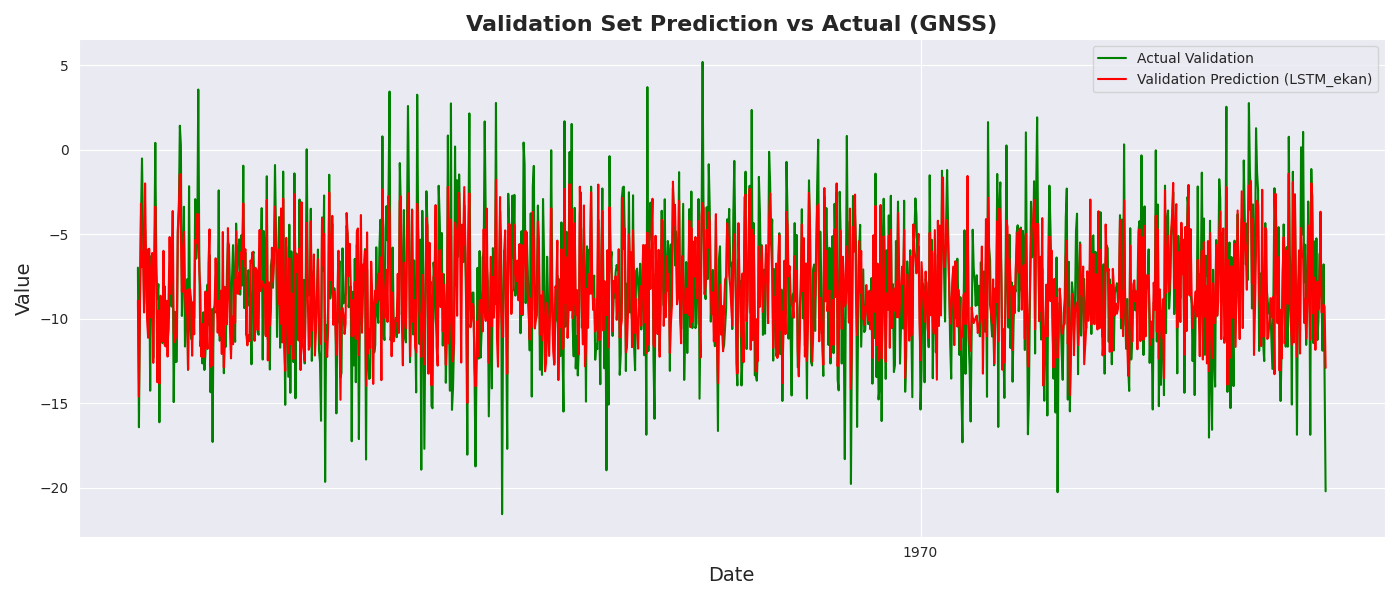 Validation Set Prediction vs Actual (GNSS)
Actual Validation
Validation Prediction (LSTM_ekan)
5
0
−5
−10
−15
−20
Value
1970
Date